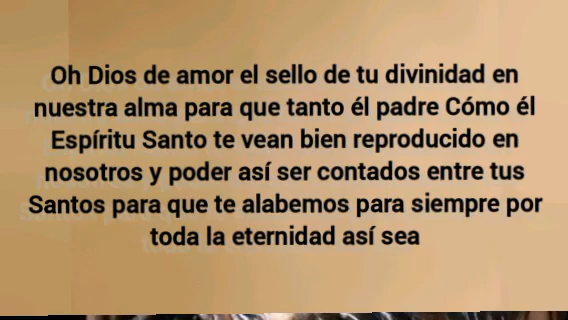 Oh Dios de amor el sello de tu divinidad en
nuestra alma para que tanto él padre Cómo él
Espíritu Santo te vean bien reproducido en
nosotros y poder así ser contados entre tus
Santos para que te alabemos para siempre por
toda la eternidad así sea